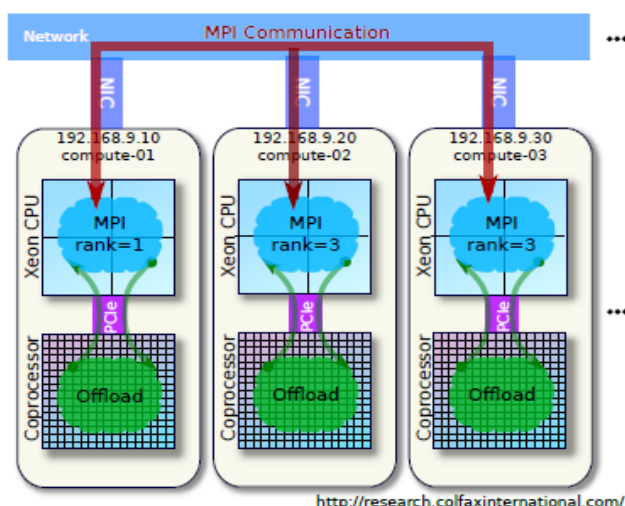 Network
MPI Communication
NIC
NIC
NIC
192.168.9.10
compute-01
192.168.9.20
compute-02
192.168.9.30
compute-03
Xeon CPU
MPI
rank=1
Xeon CPU
MPI
rank=3
Xeon CPU
MPI
rank=3
PCIe
PCIe
PCIe
Coprocessor
Offload
Coprocessor
Offload
Coprocessor
Offload
http://research.colfaxinternational.com/